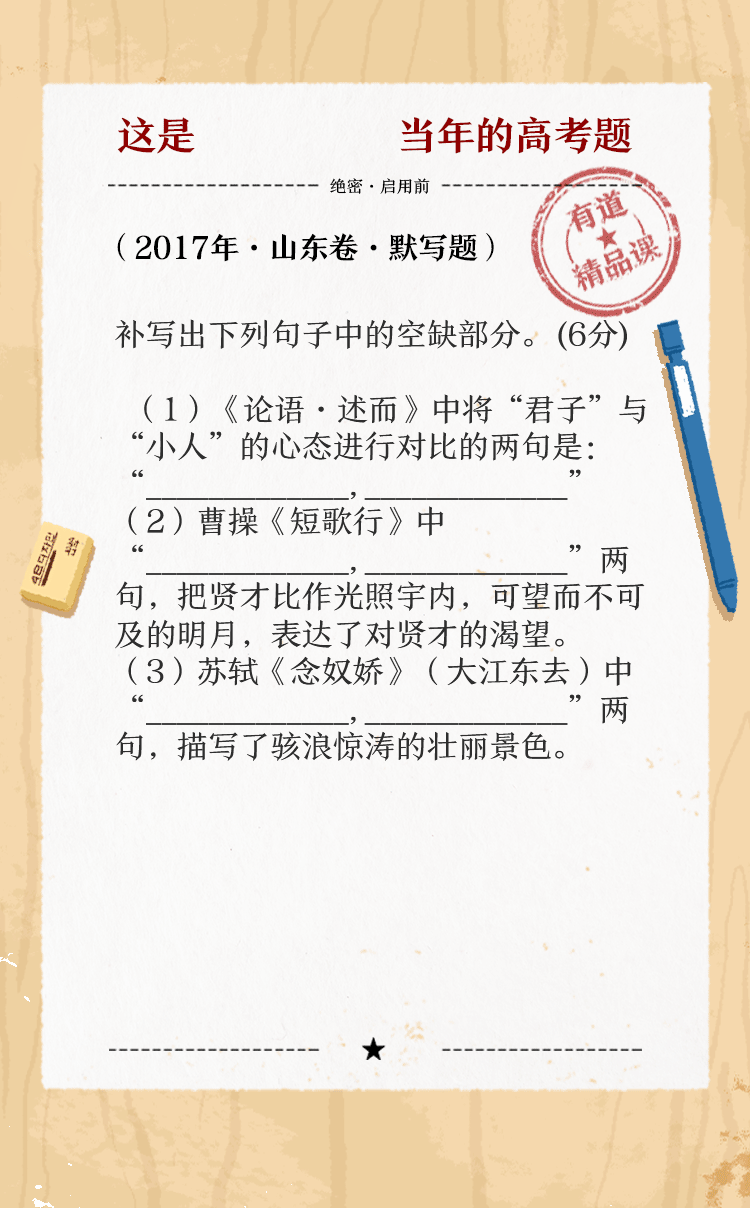 这是 当年的高考题
绝密·启用前
有道
精品课
（2017年·山东卷·默写题）
补写出下列句子中的空缺部分。(6分)
（1）《论语·述而》中将“君子”与
“小人”的心态进行对比的两句是：
“_____________,_____________”
（2）曹操《短歌行》中
“_____________,_____________”两
句，把贤才比作光照宇内，可望而不可
及的明月，表达了对贤才的渴望。
（3）苏轼《念奴娇》（大江东去）中
“_____________,_____________”两
句，描写了骇浪惊涛的壮丽景色。